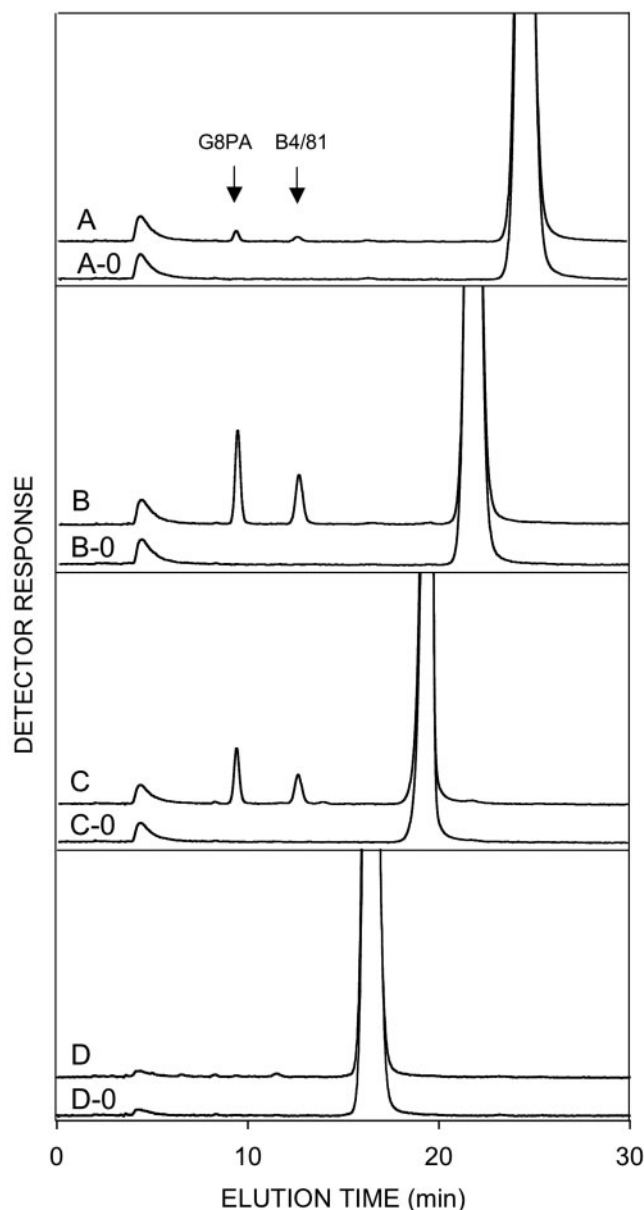 G8PA B4/81
A
A-0
B
B-0
C
C-0
D
D-0
DETECTOR RESPONSE
0 10 20 30
ELUTION TIME (min)